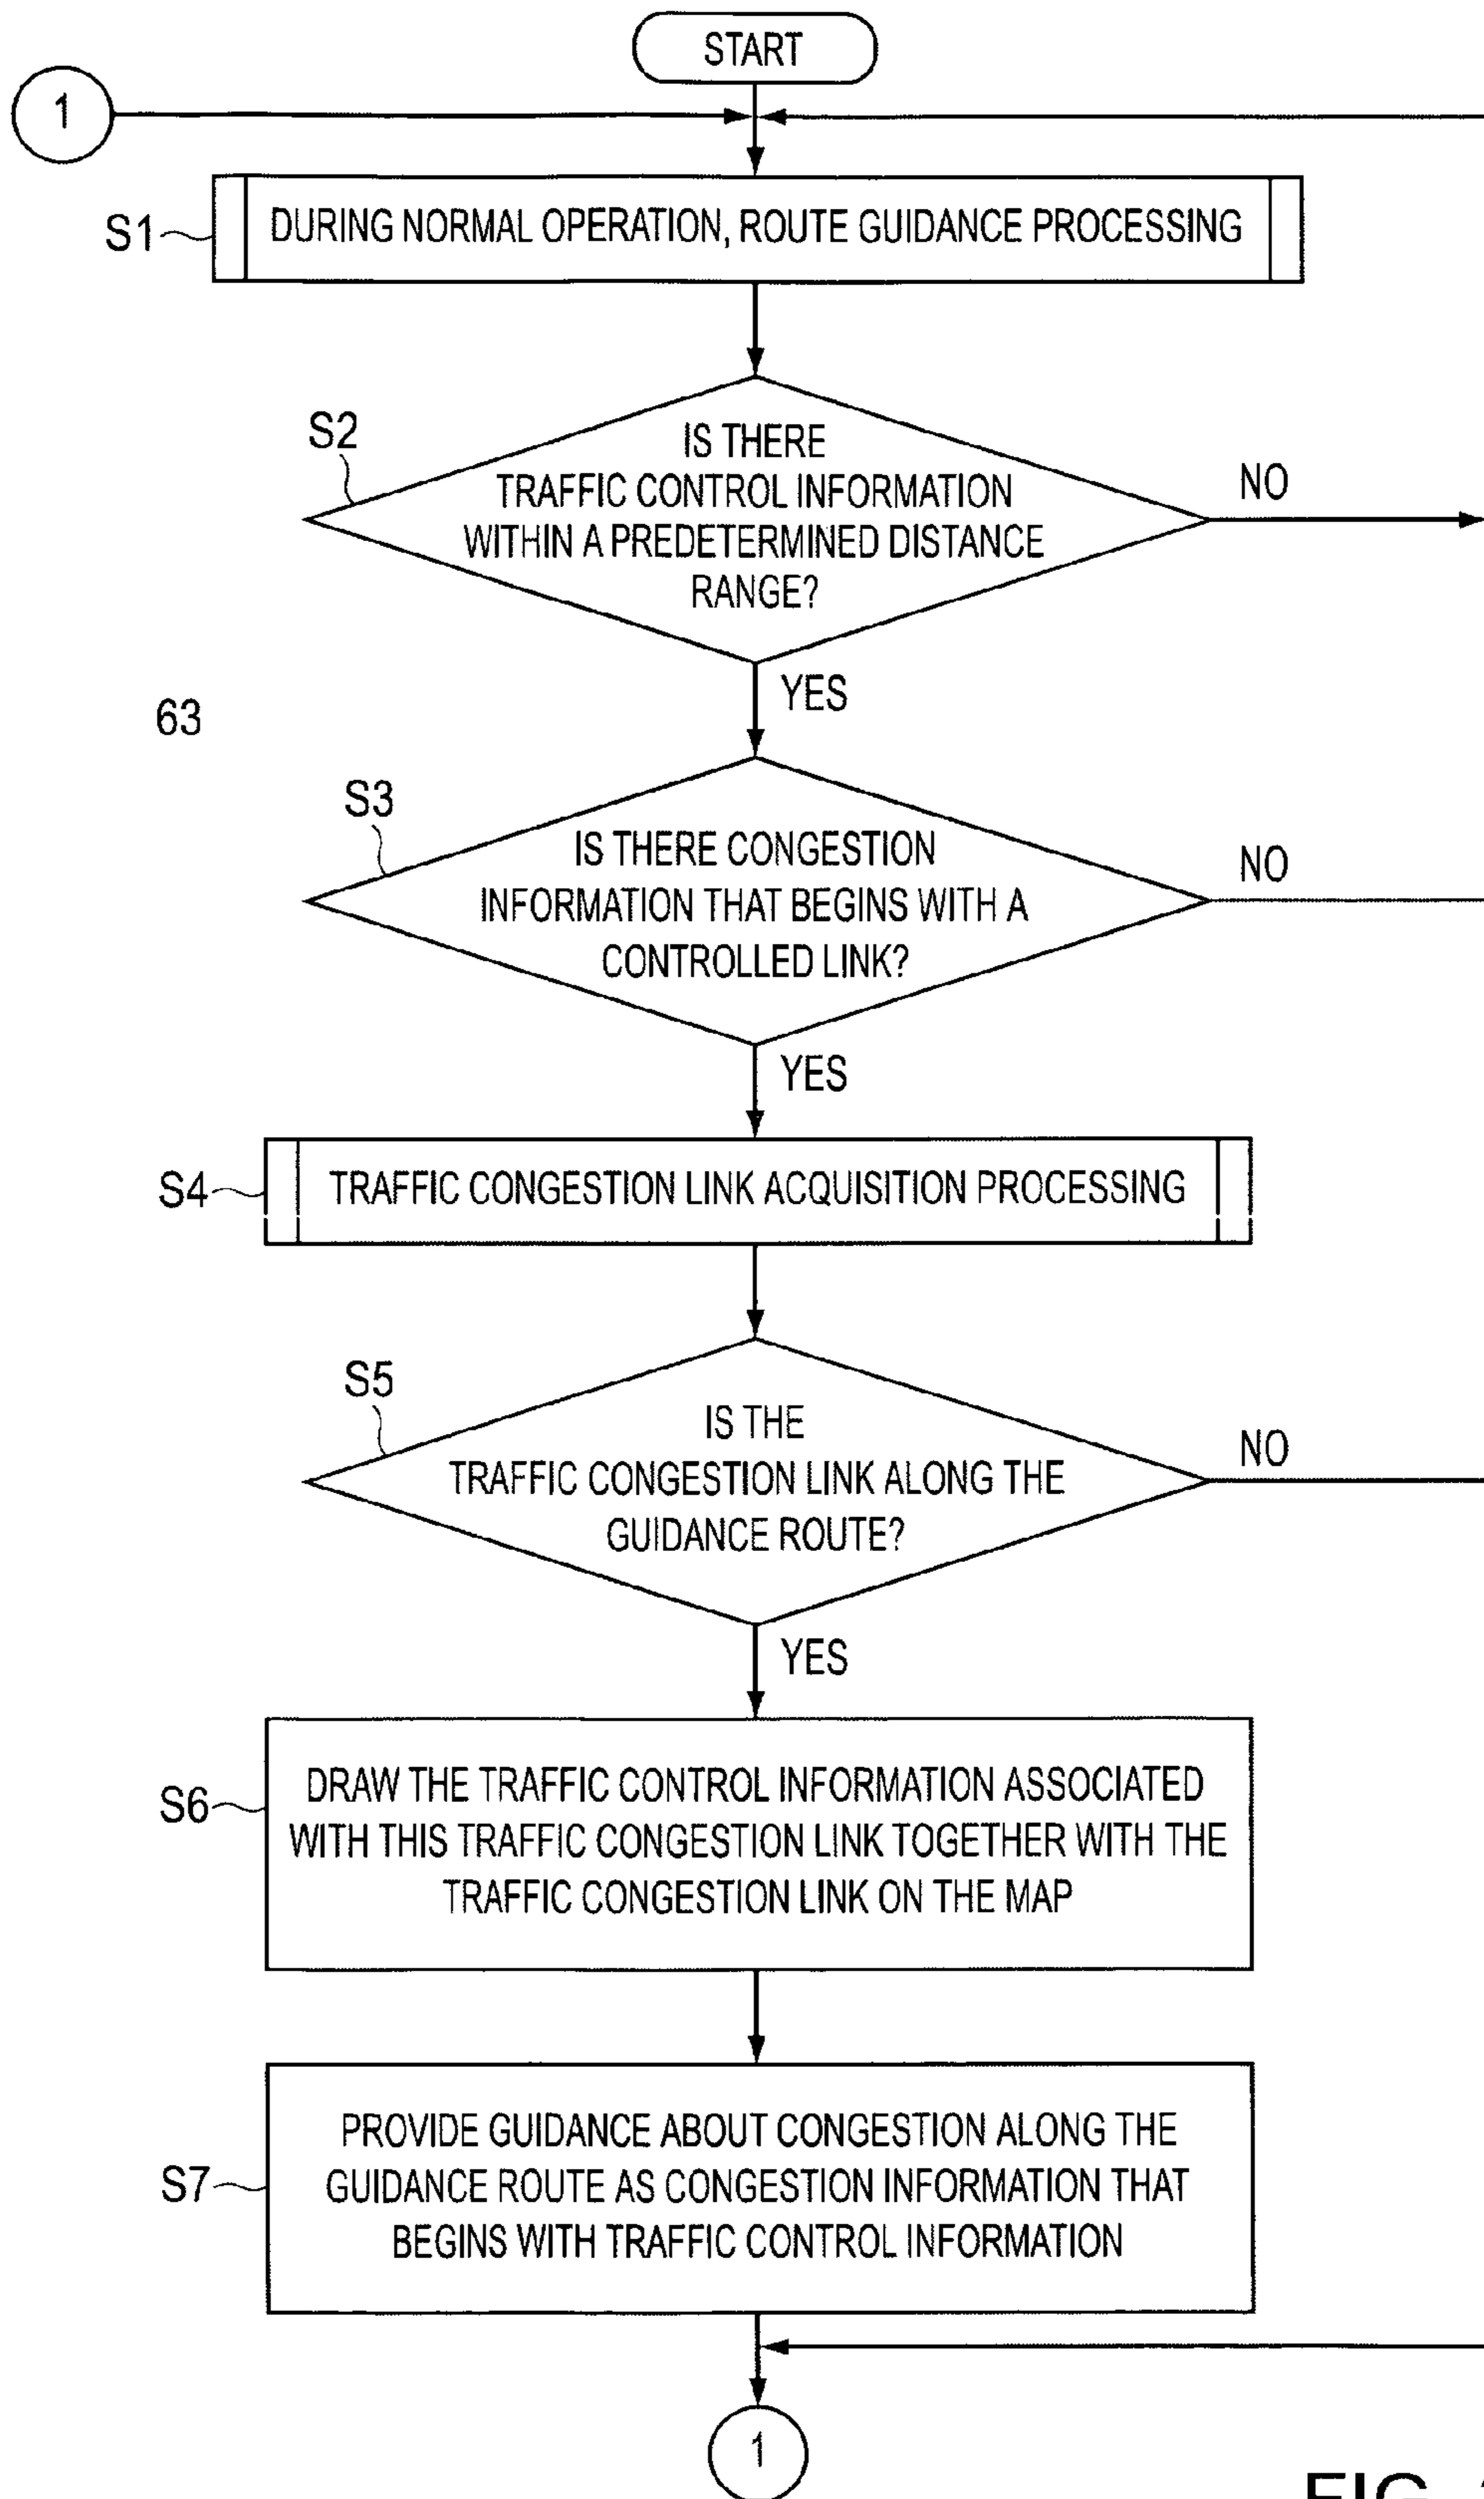 START
1
S1
DURING NORMAL OPERATION, ROUTE GUIDANCE PROCESSING
S2
IS THERE
TRAFFIC CONTROL INFORMATION
WITHIN A PREDETERMINED DISTANCE
RANGE?
NO
YES
63
S3
IS THERE CONGESTION
INFORMATION THAT BEGINS WITH A
CONTROLLED LINK?
NO
YES
S4
TRAFFIC CONGESTION LINK ACQUISITION PROCESSING
S5
IS THE
TRAFFIC CONGESTION LINK ALONG THE
GUIDANCE ROUTE?
NO
YES
S6
DRAW THE TRAFFIC CONTROL INFORMATION ASSOCIATED
WITH THIS TRAFFIC CONGESTION LINK TOGETHER WITH THE
TRAFFIC CONGESTION LINK ON THE MAP
S7
PROVIDE GUIDANCE ABOUT CONGESTION ALONG THE
GUIDANCE ROUTE AS CONGESTION INFORMATION THAT
BEGINS WITH TRAFFIC CONTROL INFORMATION
1
FIG.